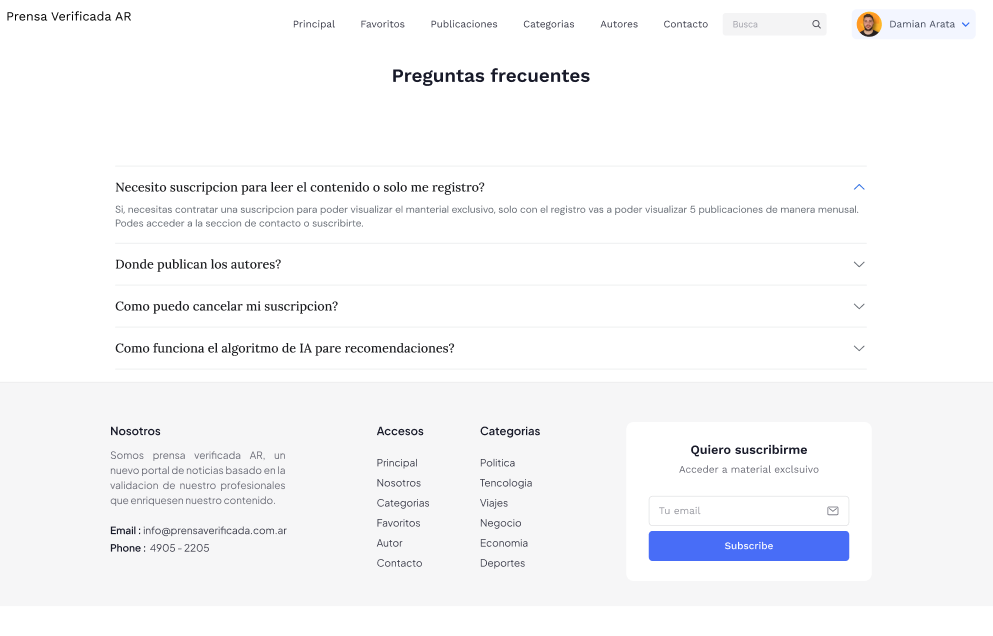 Prensa Verificada AR
Principal Favoritos Publicaciones Categorias Autores Contacto Busca Damian Arata
Preguntas frecuentes
Necesito suscripcion para leer el contenido o solo me registro?
Si, necesitas contratar una suscripcion para poder visualizar el manterial exclusivo, solo con el registro vas a poder visualizar 5 publicaciones de manera menusal.
Podes acceder a la seccion de contacto o suscribirte.
Donde publican los autores?
Como puedo cancelar mi suscripcion?
Como funciona el algoritmo de IA pare recomendaciones?
Nosotros
Somos prensa verificada AR, un
nuevo portal de noticias basado en la
validacion de nuestro profesionales
que enriquesen nuestro contenido.
Email : info@prensaverificada.com.ar
Phone : 4905 - 2205
Accesos
Principal
Nosotros
Categorias
Favoritos
Autor
Contacto
Categorias
Politica
Tencologia
Viajes
Negocio
Economia
Deportes
Quiero suscribirme
Acceder a material exclsuivo
Tu email
Subscribe